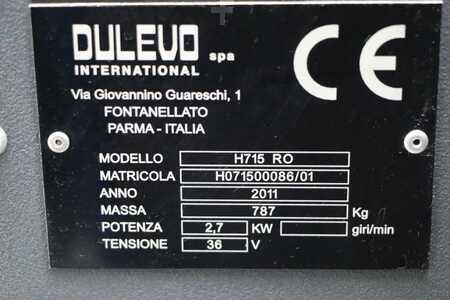 DULEVO spa
INTERNATIONAL
CE
Via Giovannino Guareschi, 1
FONTANELLATO
PARMA - ITALIA
MODELLO H715 RO
MATRICOLA H071500086/01
ANNO 2011
MASSA 787 Kg
POTENZA 2,7 KW giri/min
TENSIONE 36 V